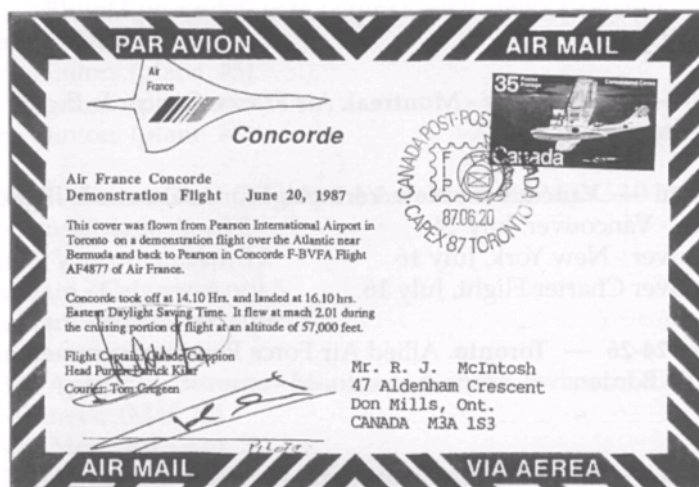 PAR AVION
AIR MAIL
Air
France
Concorde
35
Canada
CANADA POST·POST CANADA
CAPEX 87 TORONTO
87.06.20
Air France Concorde
Demonstration Flight June 20, 1987
This cover was flown from Pearson International Airport in
Toronto on a demonstration flight over the Atlantic near
Bermuda and back to Pearson in Concorde F-BVFA Flight
AF4877 of Air France.
Concorde took off at 14.10 hrs. and landed at 16.10 hrs.
Eastern Daylight Saving Time. It flew at mach 2.01 during
the cruising portion of flight at an altitude of 57,000 feet.
Flight Captain: Claude
Head Purser: Patrick
Courier: Tom Gregeen
Mr. R. J. McIntosh
47 Aldenham Crescent
Don Mills, Ont.
CANADA M3A 1S3
AIR MAIL
VIA AEREA